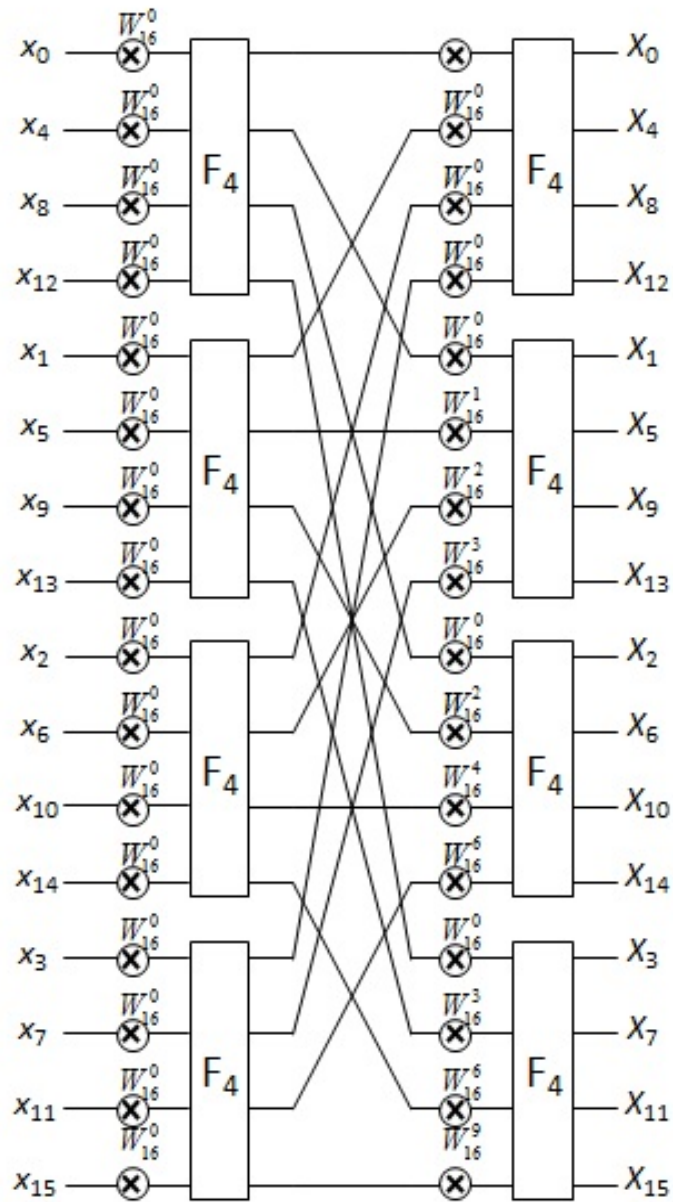 W₁₆⁰
x₀ X₀
W₁₆⁰ W₁₆⁰
x₄ X₄
F₄ F₄
W₁₆⁰ W₁₆⁰
x₈ X₈
W₁₆⁰ W₁₆⁰
x₁₂ X₁₂
W₁₆⁰ W₁₆⁰
x₁ X₁
W₁₆⁰ W₁₆¹
x₅ X₅
F₄ F₄
W₁₆⁰ W₁₆²
x₉ X₉
W₁₆⁰ W₁₆³
x₁₃ X₁₃
W₁₆⁰ W₁₆⁰
x₂ X₂
W₁₆⁰ W₁₆²
x₆ X₆
F₄ F₄
W₁₆⁰ W₁₆⁴
x₁₀ X₁₀
W₁₆⁰ W₁₆⁶
x₁₄ X₁₄
W₁₆⁰ W₁₆⁰
x₃ X₃
W₁₆⁰ W₁₆³
x₇ X₇
F₄ F₄
W₁₆⁰ W₁₆⁶
x₁₁ X₁₁
W₁₆⁰ W₁₆⁹
x₁₅ X₁₅